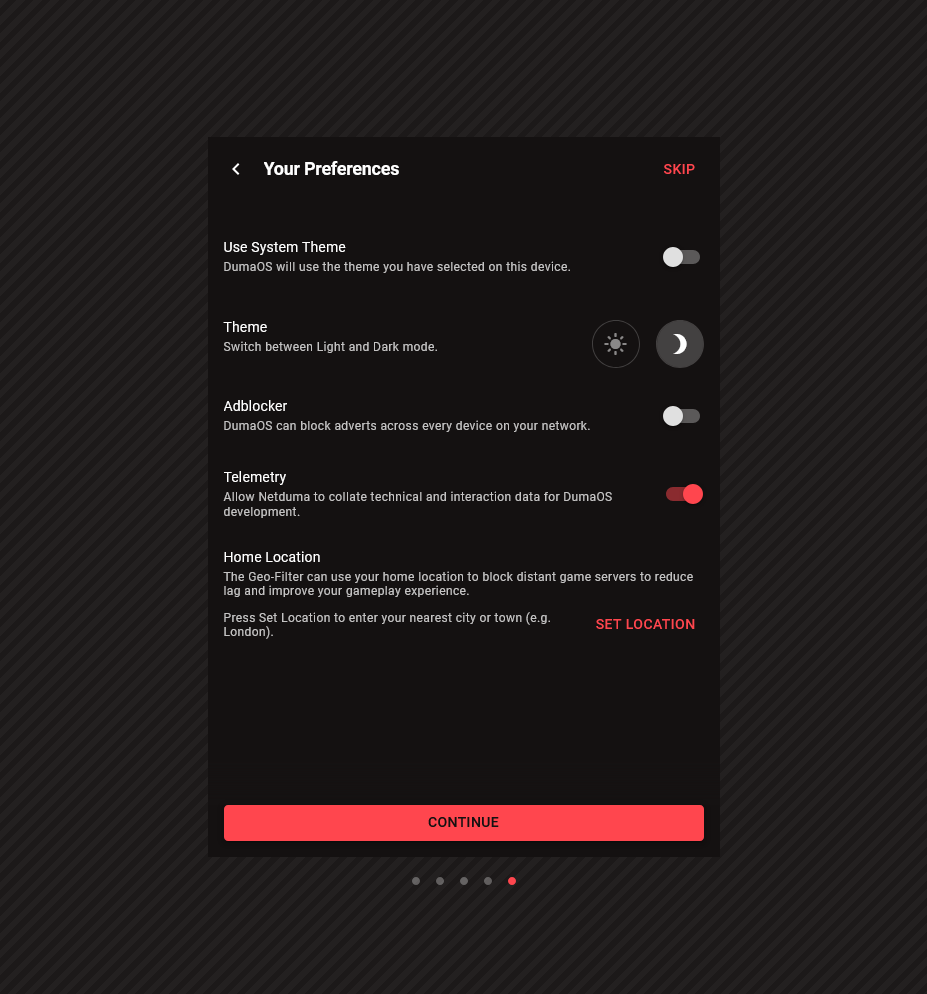 Your Preferences
SKIP
Use System Theme
DumaOS will use the theme you have selected on this device.
Theme
Switch between Light and Dark mode.
Adblocker
DumaOS can block adverts across every device on your network.
Telemetry
Allow Netduma to collate technical and interaction data for DumaOS
development.
Home Location
The Geo-Filter can use your home location to block distant game servers to reduce
lag and improve your gameplay experience.
Press Set Location to enter your nearest city or town (e.g.
London).
SET LOCATION
CONTINUE